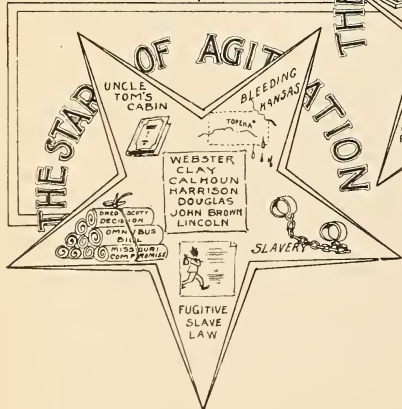 THE STAR OF AGITATION
THE
UNCLE
TOM'S
CABIN
BLEEDING
KANSAS
TOPEKA
WEBSTER
CLAY
CALHOUN
HARRISON
DOUGLAS
JOHN BROWN
LINCOLN
DRED SCOTT
DECISION
OMNIBUS
BILL
MISSOURI
COMPROMISE
SLAVERY
FUGITIVE
SLAVE
LAW